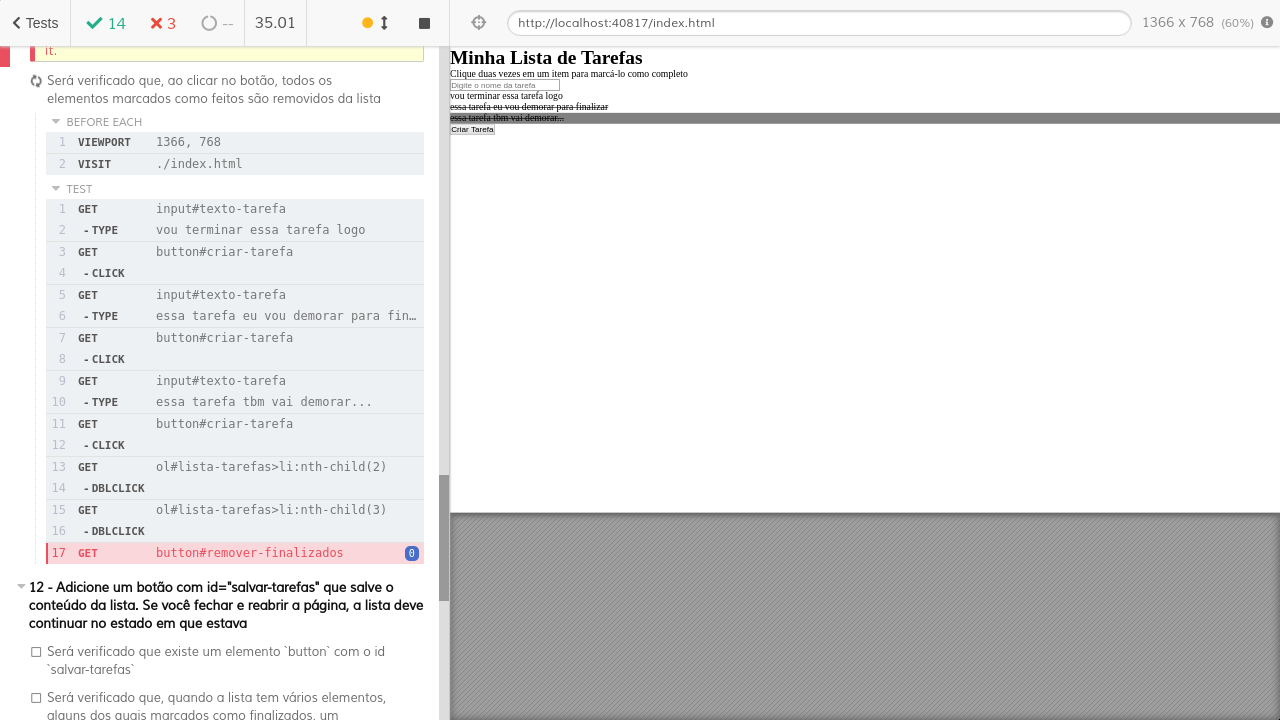 Tests
14
3
--
35.01
http://localhost:40817/index.html
1366 x 768 (60%)
it.
Será verificado que, ao clicar no botão, todos os
elementos marcados como feitos são removidos da lista
BEFORE EACH
1 VIEWPORT 1366, 768
2 VISIT ./index.html
TEST
1 GET input#texto-tarefa
2 -TYPE vou terminar essa tarefa logo
3 GET button#criar-tarefa
4 -CLICK
5 GET input#texto-tarefa
6 -TYPE essa tarefa eu vou demorar para fin…
7 GET button#criar-tarefa
8 -CLICK
9 GET input#texto-tarefa
10 -TYPE essa tarefa tbm vai demorar...
11 GET button#criar-tarefa
12 -CLICK
13 GET ol#lista-tarefas>li:nth-child(2)
14 -DBLCLICK
15 GET ol#lista-tarefas>li:nth-child(3)
16 -DBLCLICK
17 GET button#remover-finalizados 0
12 - Adicione um botão com id="salvar-tarefas" que salve o
conteúdo da lista. Se você fechar e reabrir a página, a lista deve
continuar no estado em que estava
Será verificado que existe um elemento `button` com o id
`salvar-tarefas`
Será verificado que, quando a lista tem vários elementos,
alguns dos quais marcados como finalizados, um
Minha Lista de Tarefas
Clique duas vezes em um item para marcá-lo como completo
Digite o nome da tarefa
vou terminar essa tarefa logo
essa tarefa eu vou demorar para finalizar
essa tarefa tbm vai demorar...
Criar Tarefa